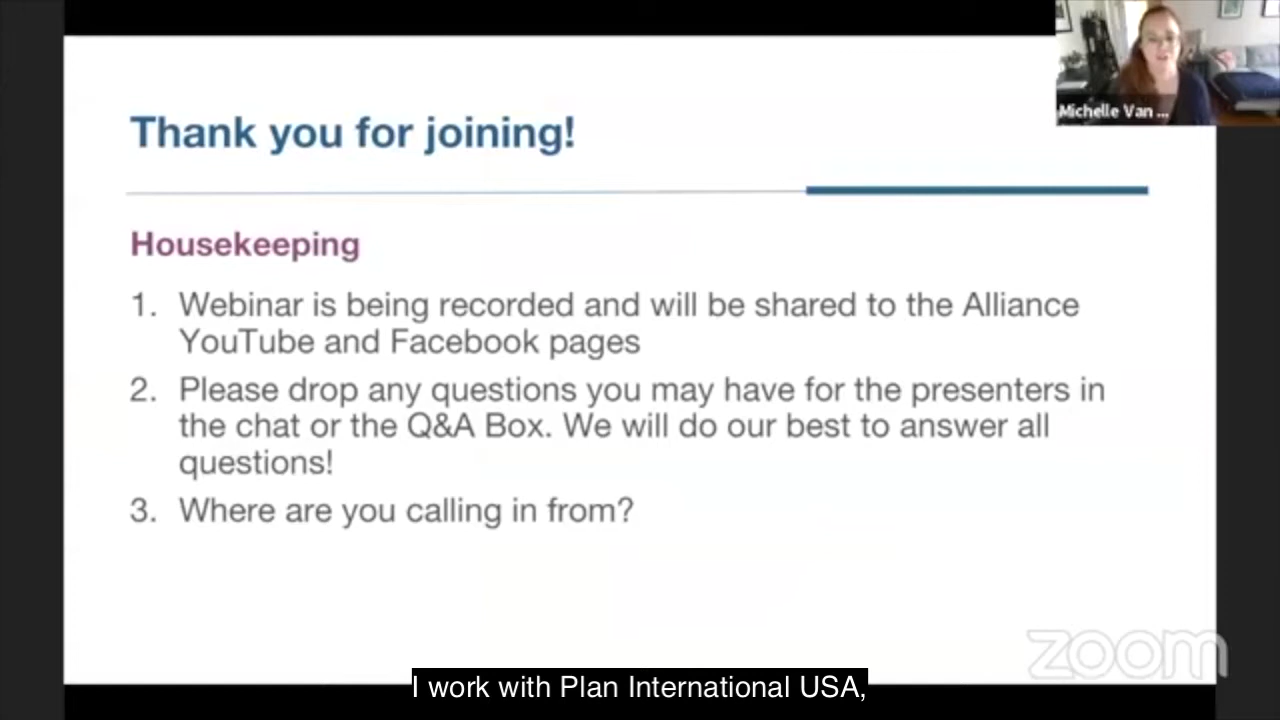 Thank you for joining!
Michelle Van ...
Housekeeping
1. Webinar is being recorded and will be shared to the Alliance
YouTube and Facebook pages
2. Please drop any questions you may have for the presenters in
the chat or the Q&A Box. We will do our best to answer all
questions!
3. Where are you calling in from?
zoom
I work with Plan International USA,